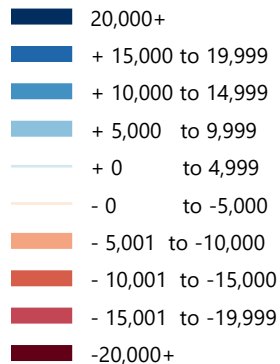 20,000+
+ 15,000 to 19,999
+ 10,000 to 14,999
+ 5,000 to 9,999
+ 0 to 4,999
- 0 to -5,000
- 5,001 to -10,000
- 10,001 to -15,000
- 15,001 to -19,999
-20,000+